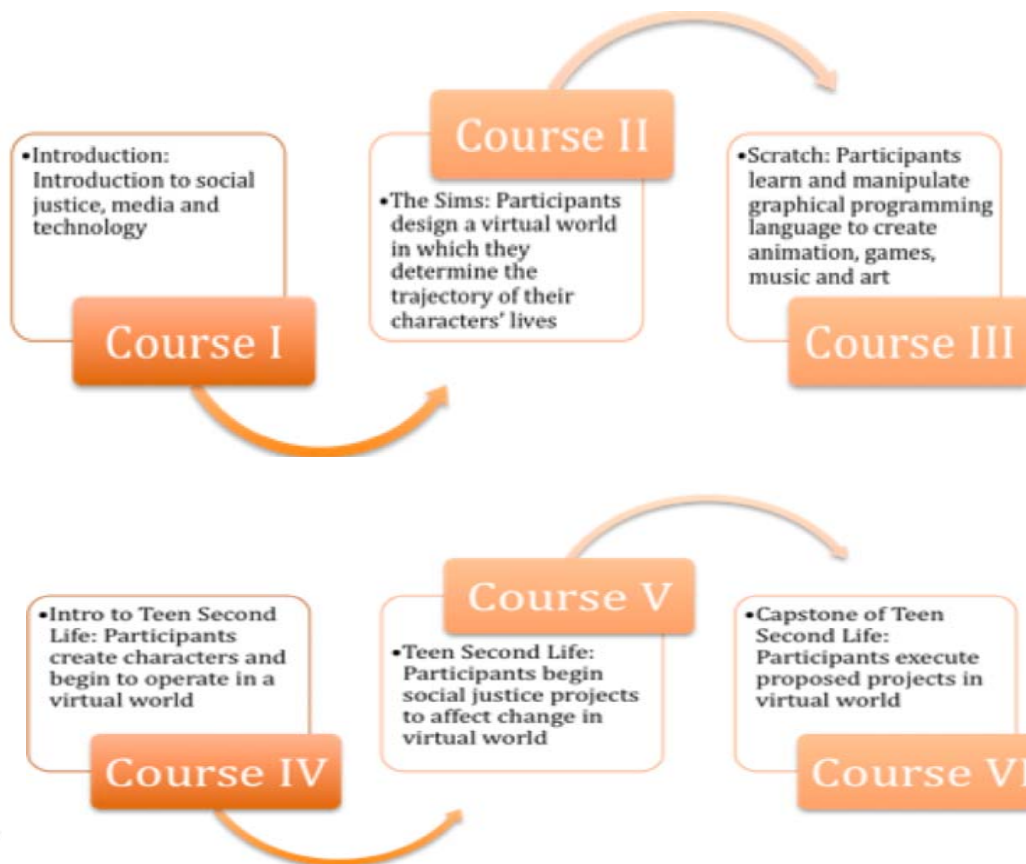 •Introduction:
Introduction to social
justice, media and
technology
Course I
Course II
•The Sims: Participants
design a virtual world
in which they
determine the
trajectory of their
characters' lives
•Scratch: Participants
learn and manipulate
graphical programming
language to create
animation, games,
music and art
Course III
•Intro to Teen Second
Life: Participants
create characters and
begin to operate in a
virtual world
Course IV
Course V
•Teen Second Life:
Participants begin
social justice projects
to affect change in
virtual world
•Capstone of Teen
Second Life:
Participants execute
proposed projects in
virtual world
Course VI